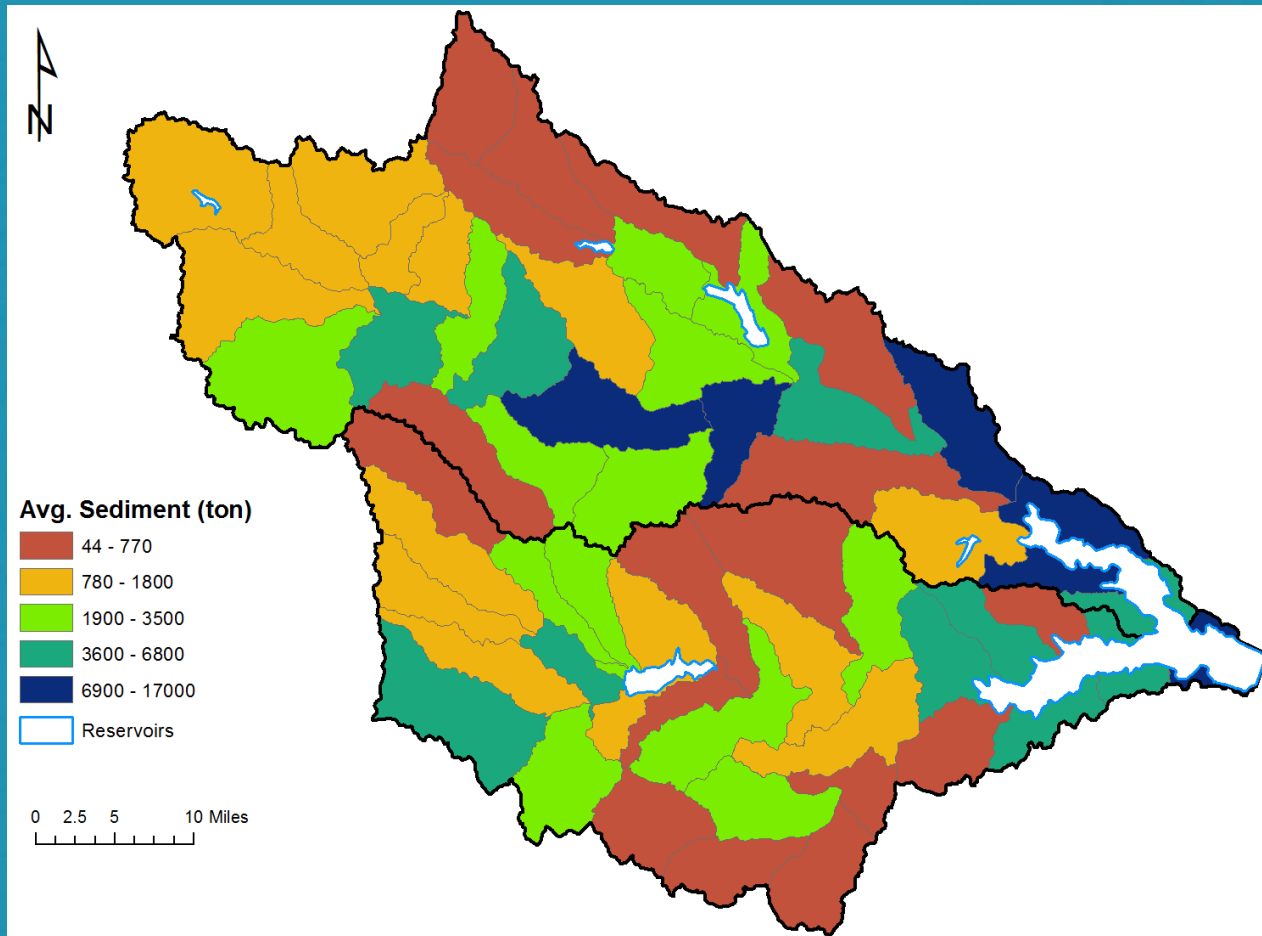 N
Avg. Sediment (ton)
44 - 770
780 - 1800
1900 - 3500
3600 - 6800
6900 - 17000
Reservoirs
0 2.5 5 10 Miles